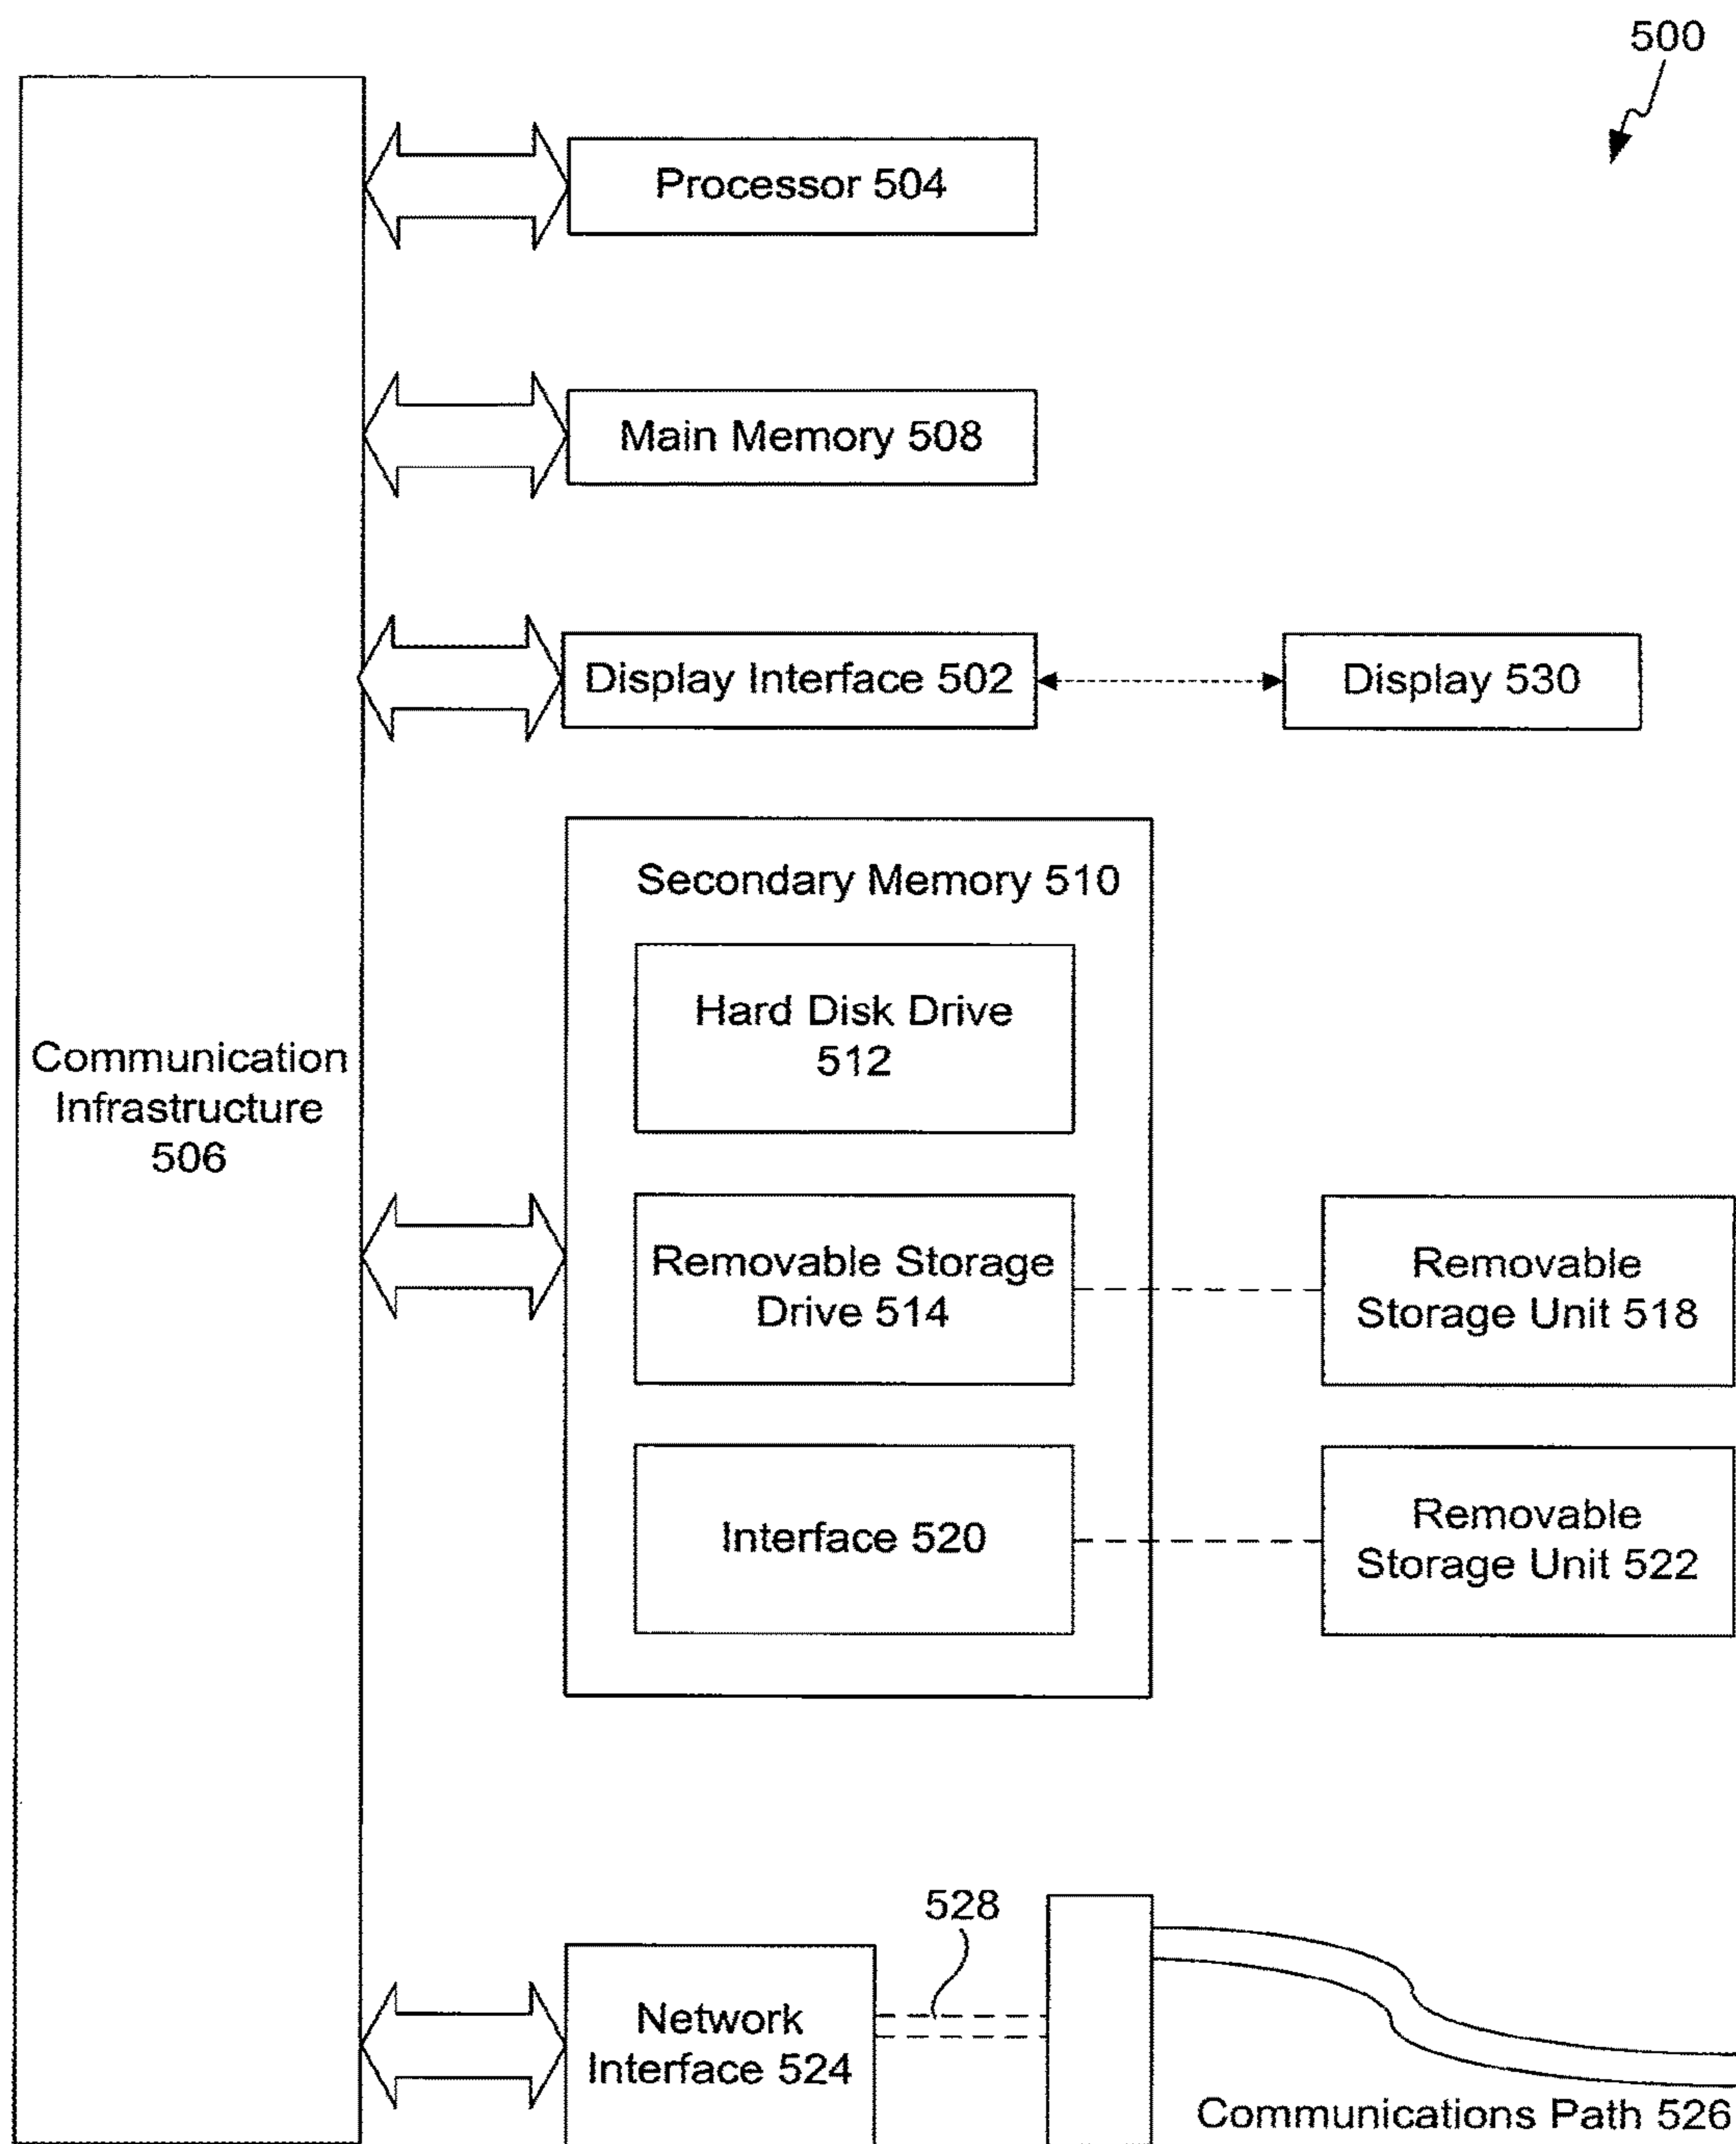 500
Processor 504
Main Memory 508
Display Interface 502
Display 530
Secondary Memory 510
Hard Disk Drive
512
Communication
Infrastructure
506
Removable Storage
Drive 514
Removable
Storage Unit 518
Interface 520
Removable
Storage Unit 522
528
Network
Interface 524
Communications Path 526